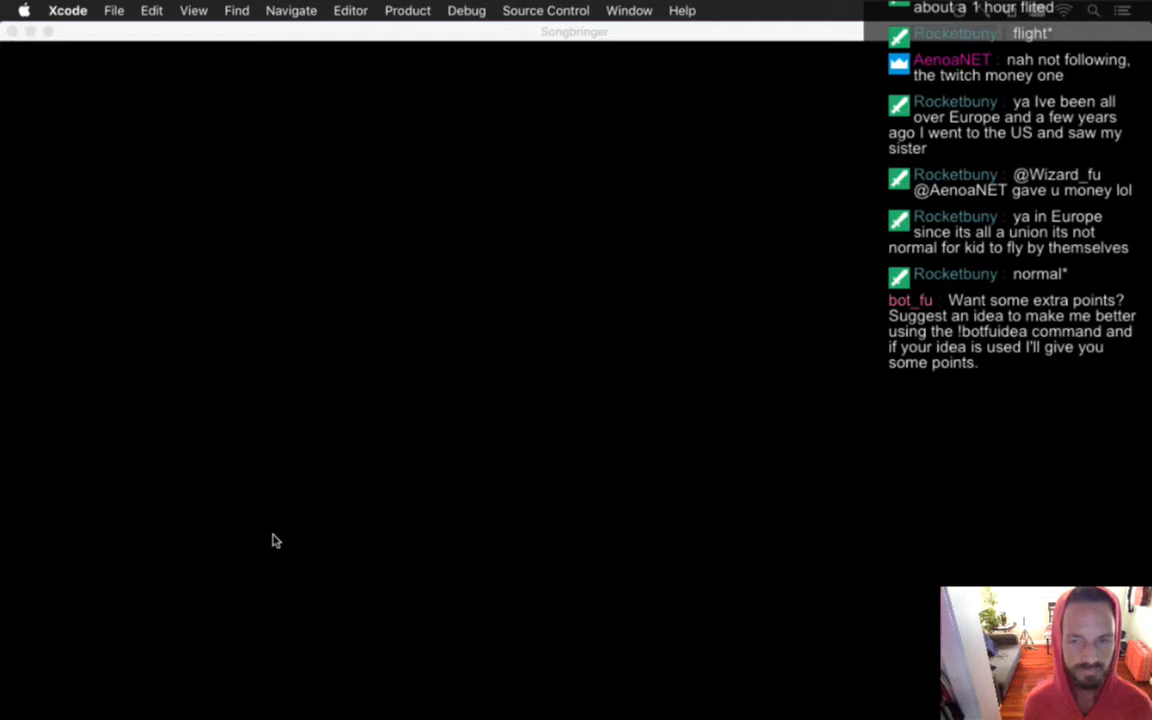 Xcode File Edit View Find Navigate Editor Product Debug Source Control Window Help
Songbringer
about a 1 hour flited
Rocketbuny : flight*
AenoaNET : nah not following,
the twitch money one
Rocketbuny : ya Ive been all
over Europe and a few years
ago I went to the US and saw my
sister
Rocketbuny : @Wizard_fu
@AenoaNET gave u money lol
Rocketbuny : ya in Europe
since its all a union its not
normal for kid to fly by themselves
Rocketbuny : normal*
bot_fu : Want some extra points?
Suggest an idea to make me better
using the !botfuidea command and
if your idea is used I'll give you
some points.